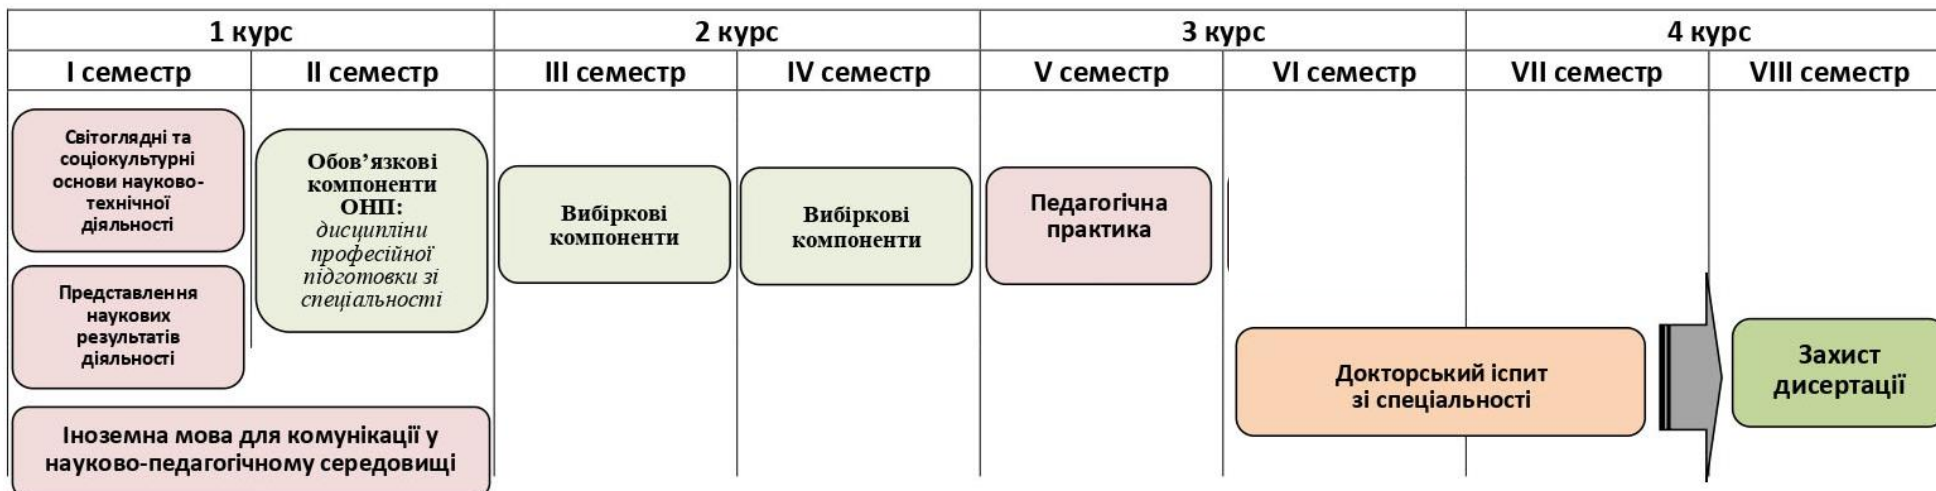 1 курс
2 курс
3 курс
4 курс
I семестр
II семестр
III семестр
IV семестр
V семестр
VI семестр
VII семестр
VIII семестр
Світоглядні та
соціокультурні
основи науково-
технічної
діяльності
Представлення
наукових
результатів
діяльності
Іноземна мова для комунікації у
науково-педагогічному середовищі
Обов’язкові
компоненти
ОНП:
дисципліни
професійної
підготовки зі
спеціальності
Вибіркові
компоненти
Вибіркові
компоненти
Педагогічна
практика
Докторський іспит
зі спеціальності
Захист
дисертації